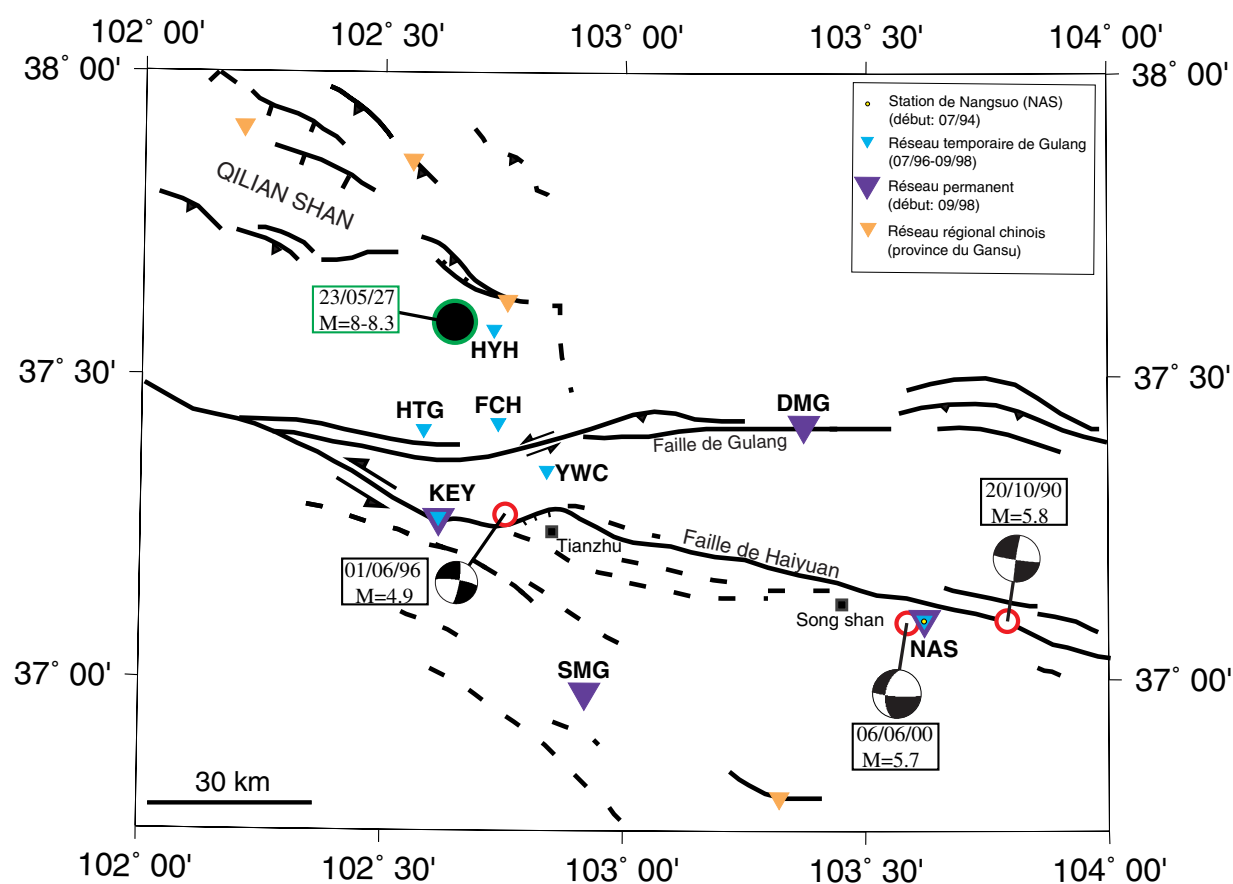 102° 00'
102° 30'
103° 00'
103° 30'
104° 00'
38° 00'
38° 00'
Station de Nangsuo (NAS)
(début: 07/94)
Réseau temporaire de Gulang
(07/96-09/98)
Réseau permanent
(début: 09/98)
Réseau régional chinois
(province du Gansu)
QILIAN SHAN
23/05/27
M=8-8.3
HYH
37° 30'
37° 30'
HTG
FCH
DMG
Faille de Gulang
YWC
KEY
20/10/90
M=5.8
Tianzhu
Faille de Haiyuan
01/06/96
M=4.9
Song shan
NAS
SMG
37° 00'
37° 00'
06/06/00
M=5.7
30 km
102° 00'
102° 30'
103° 00'
103° 30'
104° 00'